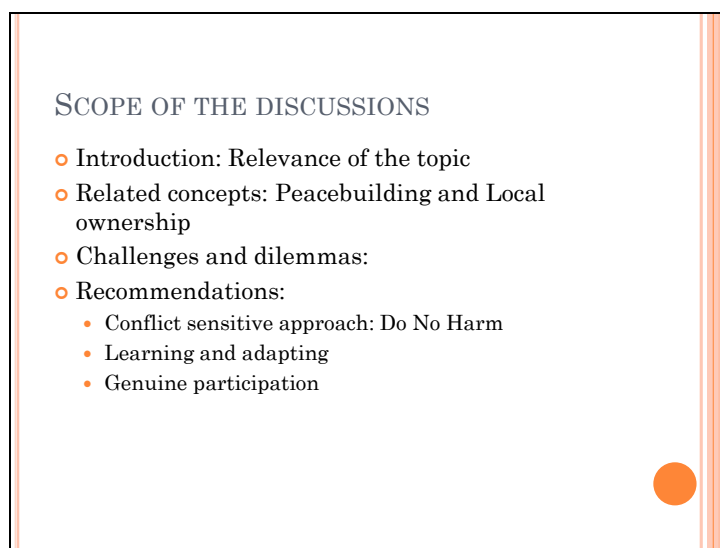 SCOPE OF THE DISCUSSIONS
Introduction: Relevance of the topic
Related concepts: Peacebuilding and Local
ownership
Challenges and dilemmas:
Recommendations:
Conflict sensitive approach: Do No Harm
Learning and adapting
Genuine participation